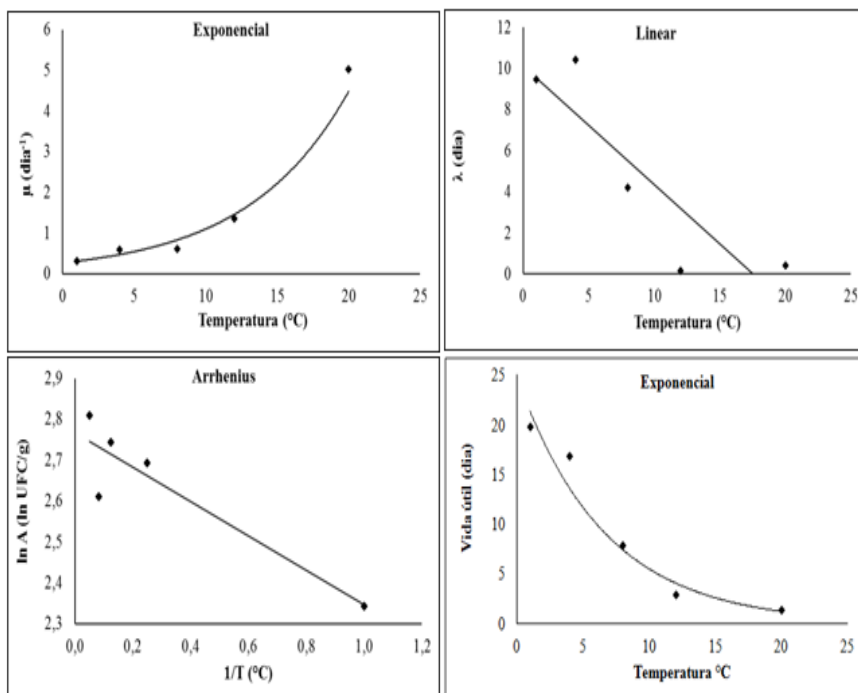 Exponencial
6
5
4
3
2
1
0
μ (dia⁻¹)
0 5 10 15 20 25
Temperatura (°C)
Linear
12
10
8
6
4
2
0
λ (dia)
0 5 10 15 20 25
Temperatura (°C)
Arrhenius
2,9
2,8
2,7
2,6
2,5
2,4
2,3
ln A (ln UFC/g)
0,0 0,2 0,4 0,6 0,8 1,0 1,2
1/T (°C)
Exponencial
25
20
15
10
5
0
Vida útil (dia)
0 5 10 15 20 25
Temperatura °C